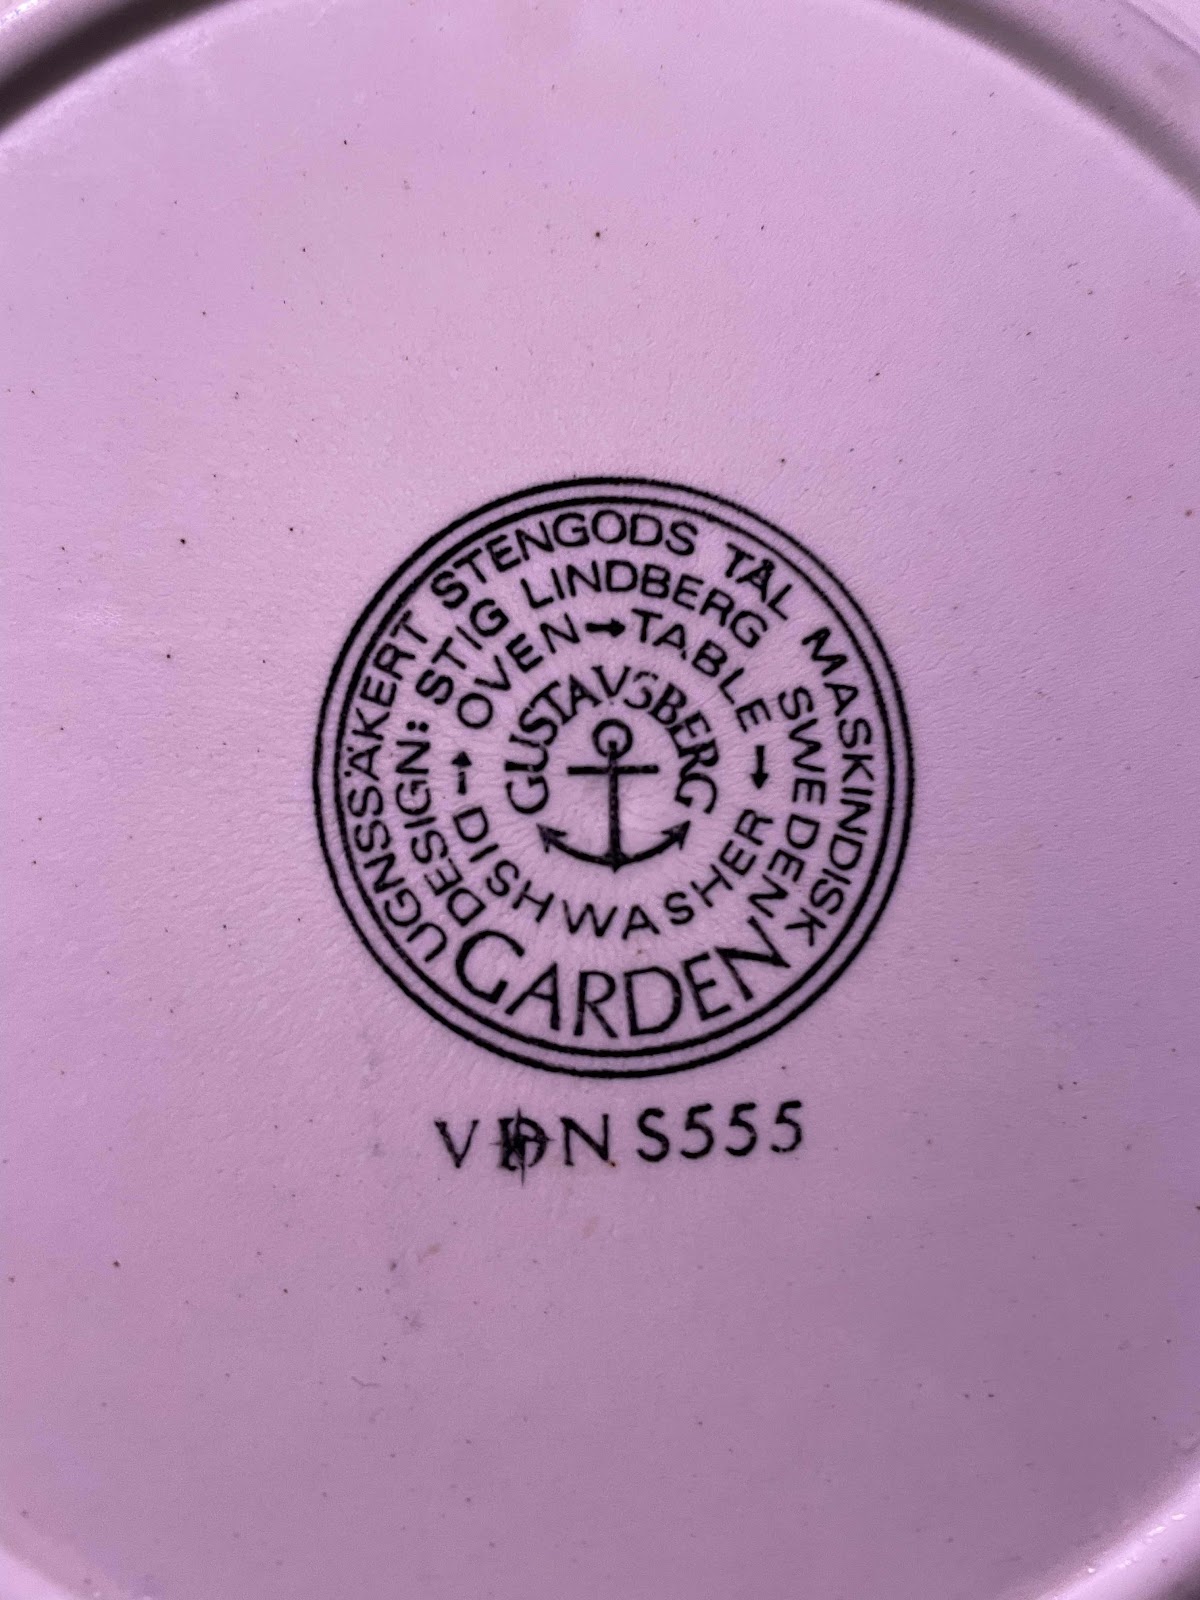 UGNSSÄKERT STENGODS TÅL MASKINDISK
DESIGN: STIG LINDBERG SWEDEN
OVEN → TABLE → DISHWASHER →
GUSTAVSBERG
GARDEN
S555